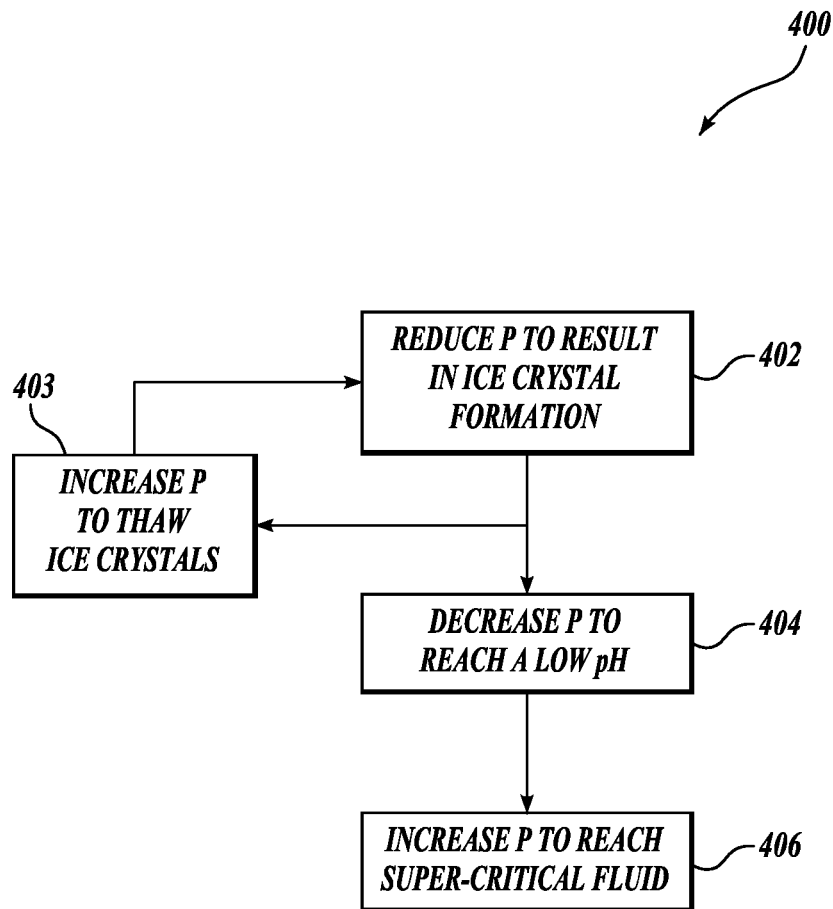 400
REDUCE P TO RESULT
IN ICE CRYSTAL
FORMATION
402
403
INCREASE P
TO THAW
ICE CRYSTALS
DECREASE P TO
REACH A LOW pH
404
INCREASE P TO REACH
SUPER-CRITICAL FLUID
406